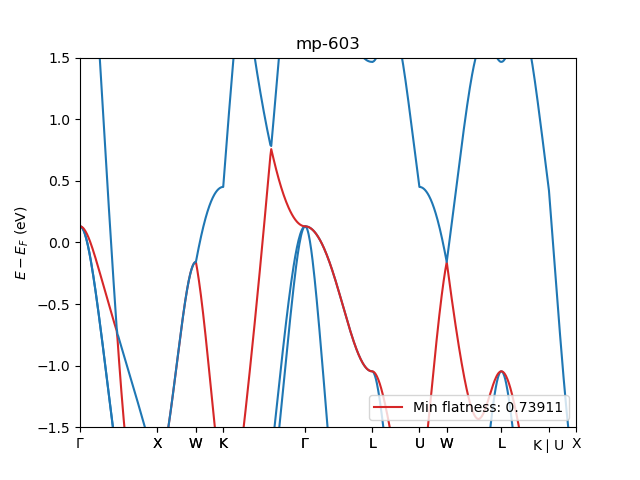 mp-603
E − E_F (eV)
1.5
1.0
0.5
0.0
−0.5
−1.0
−1.5
Min flatness: 0.73911
Γ X W K Γ L U W L K | U X